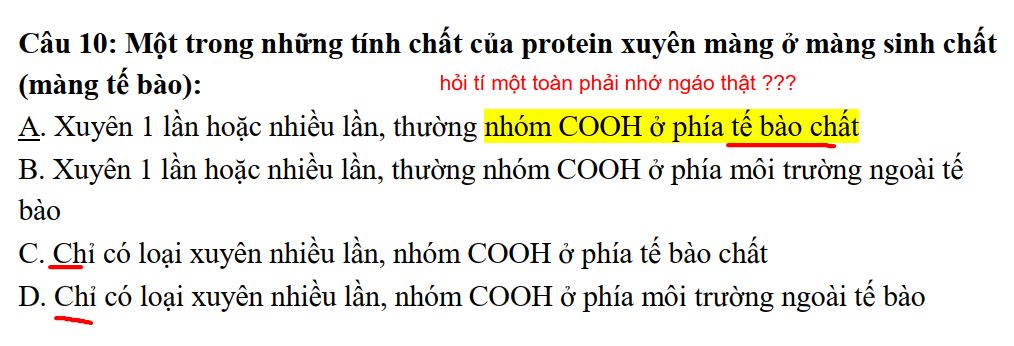 Câu 10: Một trong những tính chất của protein xuyên màng ở màng sinh chất
(màng tế bào):
hỏi tí một toàn phải nhớ ngáo thật ???
A. Xuyên 1 lần hoặc nhiều lần, thường nhóm COOH ở phía tế bào chất
B. Xuyên 1 lần hoặc nhiều lần, thường nhóm COOH ở phía môi trường ngoài tế
bào
C. Chỉ có loại xuyên nhiều lần, nhóm COOH ở phía tế bào chất
D. Chỉ có loại xuyên nhiều lần, nhóm COOH ở phía môi trường ngoài tế bào